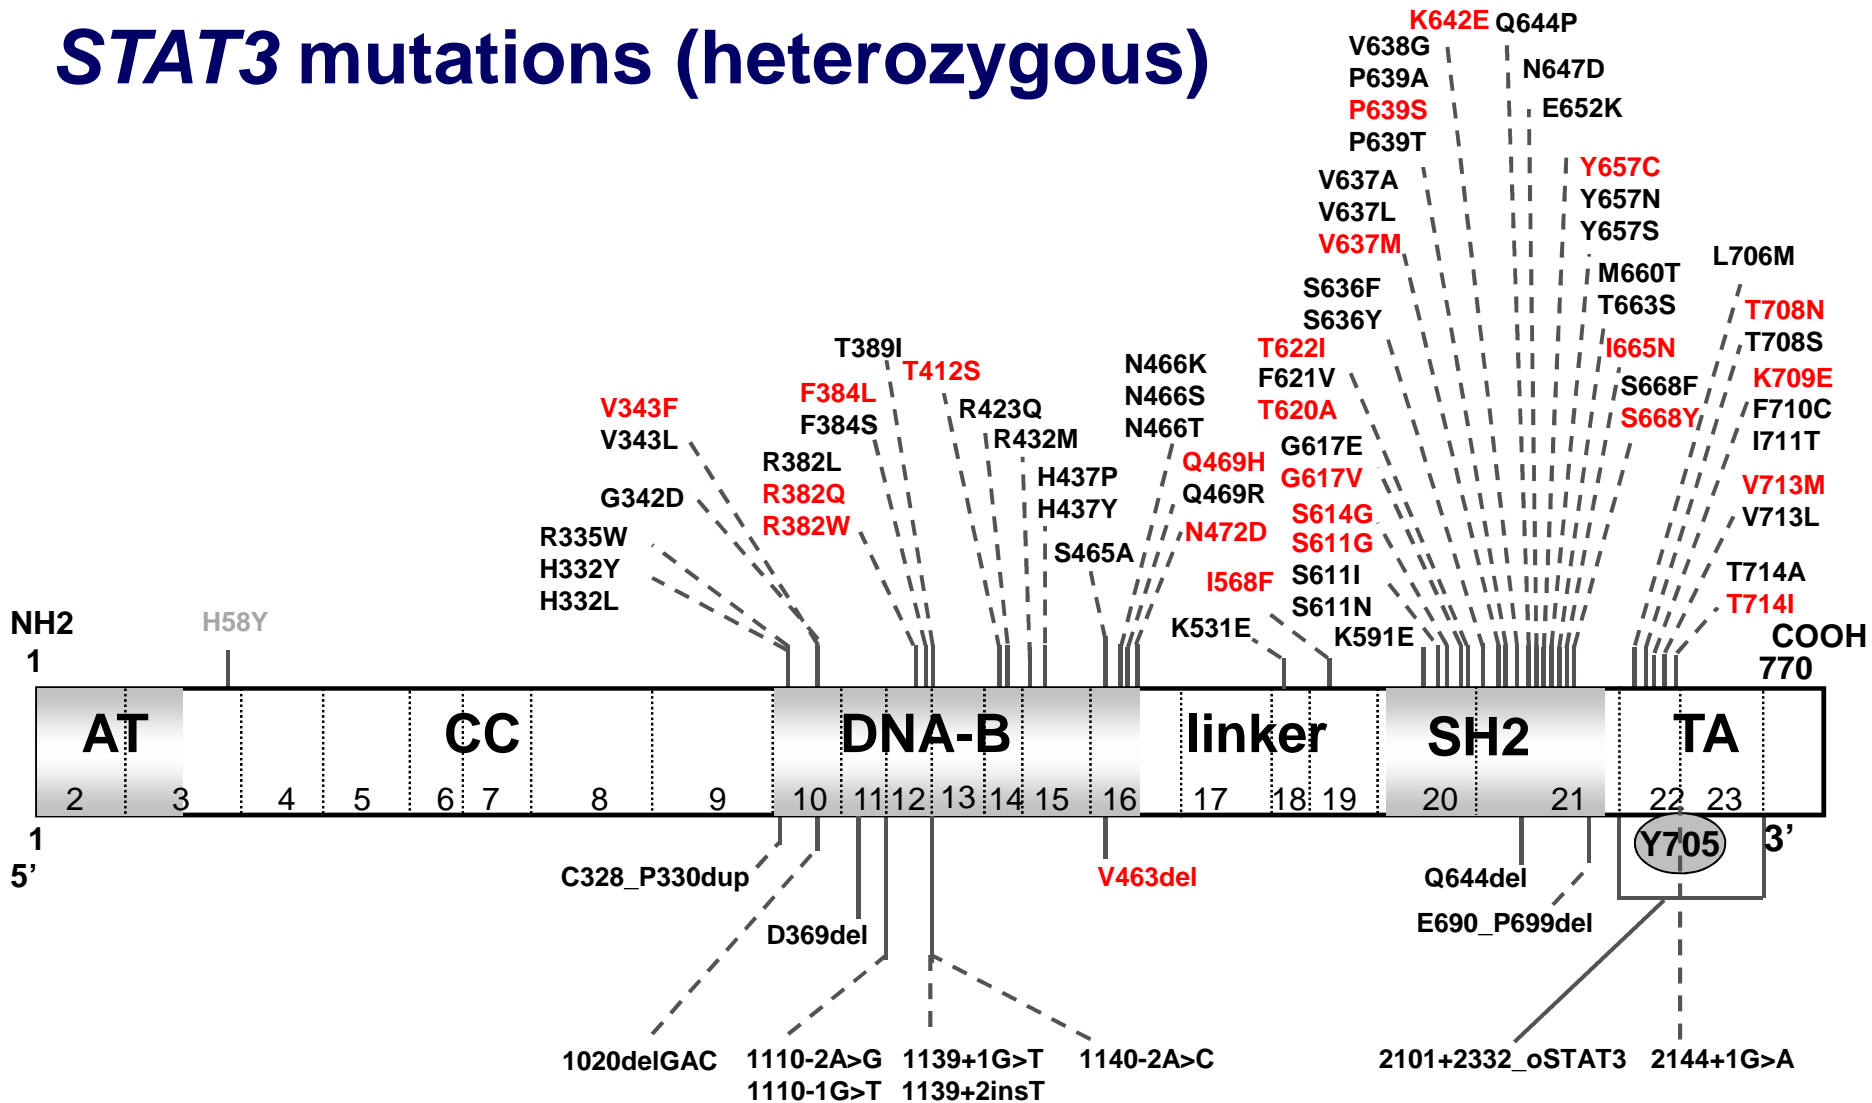 STAT3 mutations (heterozygous)
K642E
Q644P
V638G
P639A
P639S
P639T
N647D
E652K
V637A
V637L
V637M
Y657C
Y657N
Y657S
S636F
S636Y
M660T
T663S
L706M
T708N
T708S
T622I
F621V
T620A
I665N
S668F
S668Y
K709E
F710C
I711T
T389I
T412S
F384L
F384S
V343F
V343L
R423Q
R432M
N466K
N466S
N466T
G617E
G617V
R382L
R382Q
R382W
G342D
H437P
H437Y
Q469H
Q469R
N472D
S614G
S611G
S611I
S611N
V713M
V713L
R335W
H332Y
H332L
S465A
I568F
K531E
K591E
T714A
T714I
NH2
1
H58Y
COOH
770
AT
CC
DNA-B
linker
SH2
TA
2
3
4
5
6
7
8
9
10
11
12
13
14
15
16
17
18
19
20
21
22
23
1
5’
Y705
3’
C328_P330dup
V463del
Q644del
D369del
E690_P699del
1020delGAC
1110-2A>G
1110-1G>T
1139+1G>T
1139+2insT
1140-2A>C
2101+2332_oSTAT3
2144+1G>A